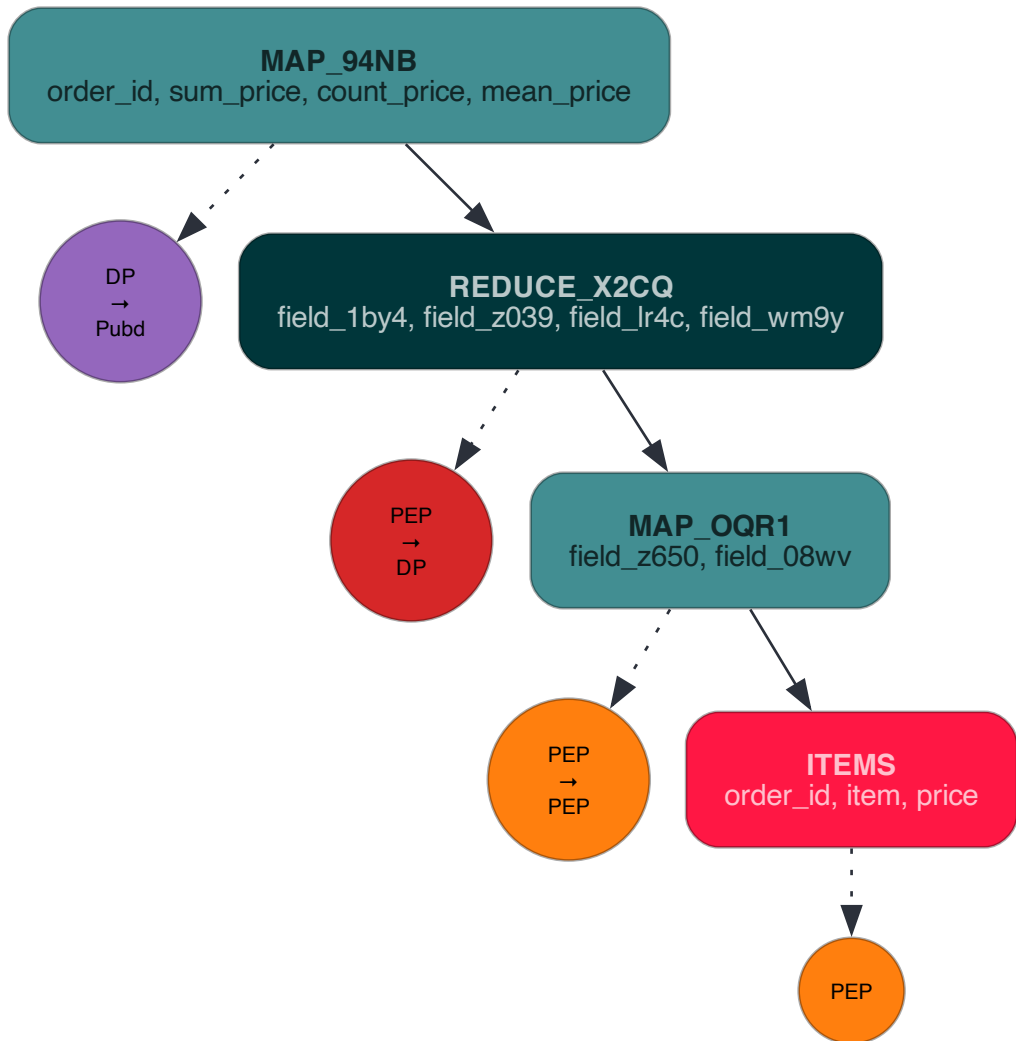 MAP_94NB
order_id, sum_price, count_price, mean_price
DP
→
Pubd
REDUCE_X2CQ
field_1by4, field_z039, field_lr4c, field_wm9y
PEP
→
DP
MAP_OQR1
field_z650, field_08wv
PEP
→
PEP
ITEMS
order_id, item, price
PEP